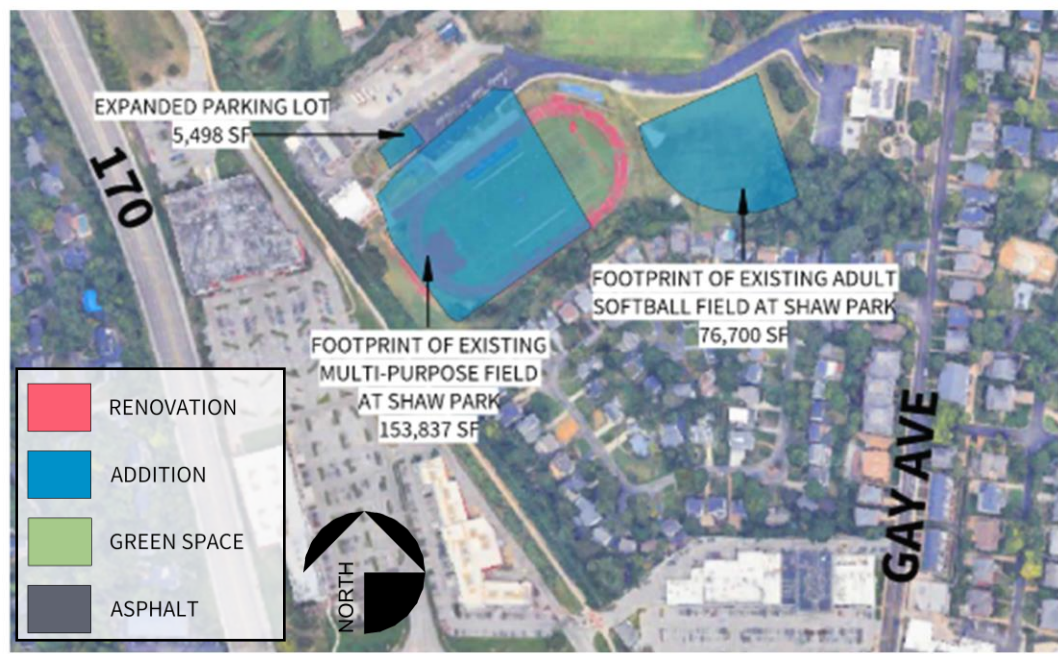 EXPANDED PARKING LOT
5,498 SF
170
FOOTPRINT OF EXISTING ADULT
SOFTBALL FIELD AT SHAW PARK
76,700 SF
FOOTPRINT OF EXISTING
MULTI-PURPOSE FIELD
AT SHAW PARK
153,837 SF
RENOVATION
ADDITION
GREEN SPACE
ASPHALT
NORTH
GAY AVE